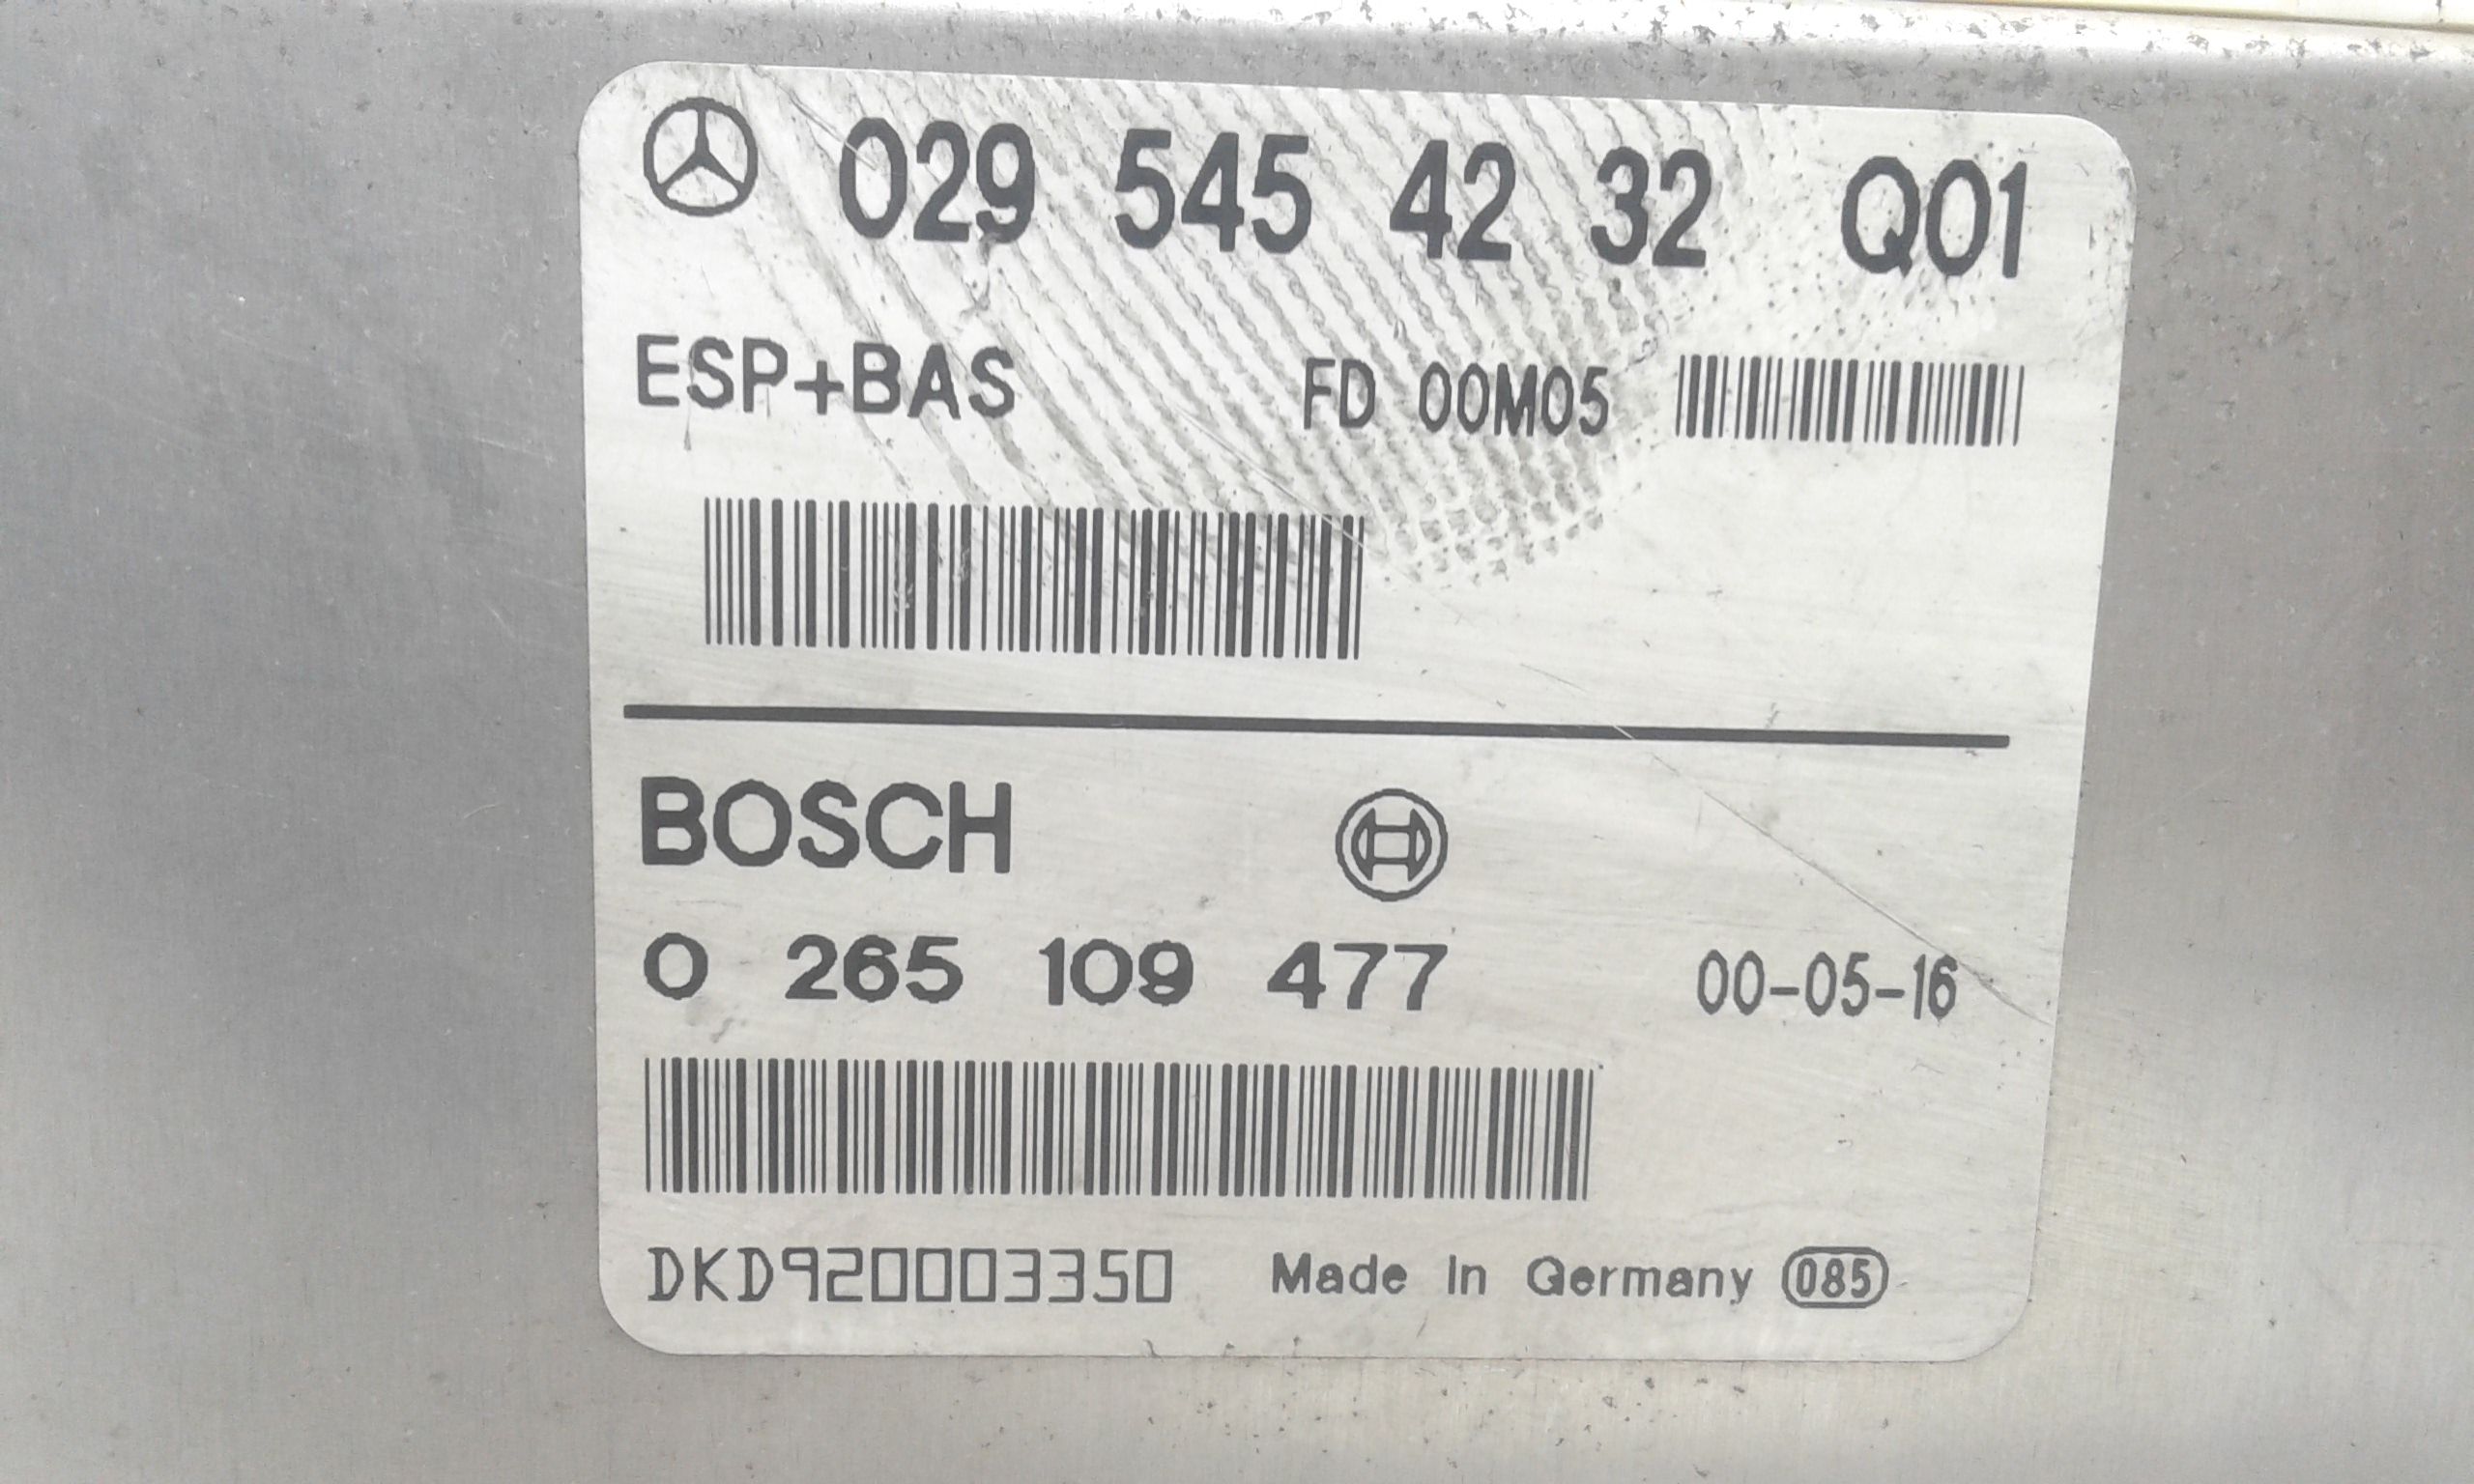 029 545 42 32 Q01
ESP+BAS FD 00M05
BOSCH
0 265 109 477 00-05-16
DKD920003350 Made In Germany 085